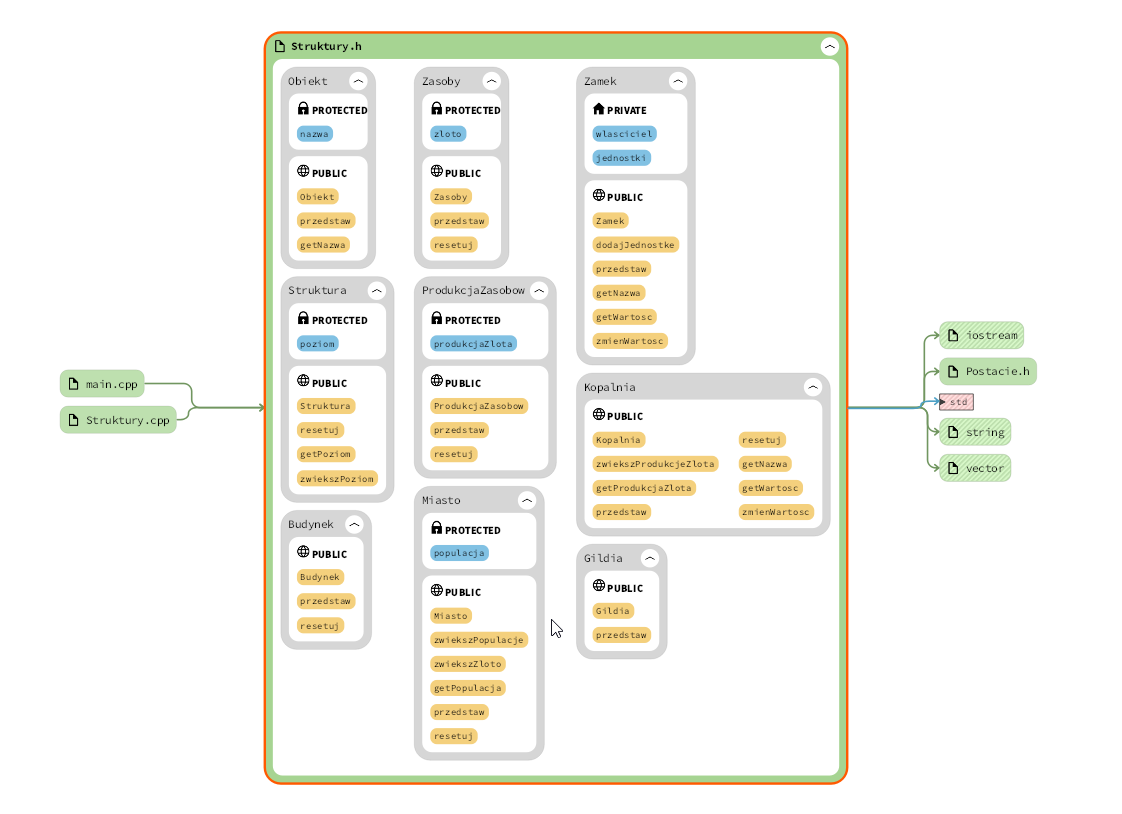 Struktury.h
Obiekt
PROTECTED
nazwa
PUBLIC
Obiekt
przedstaw
getNazwa
Struktura
PROTECTED
poziom
PUBLIC
Struktura
resetuj
getPoziom
zwiekszPoziom
Budynek
PUBLIC
Budynek
przedstaw
resetuj
Zasoby
PROTECTED
zloto
PUBLIC
Zasoby
przedstaw
resetuj
ProdukcjaZasobow
PROTECTED
produkcjaZlota
PUBLIC
ProdukcjaZasobow
przedstaw
resetuj
Miasto
PROTECTED
populacja
PUBLIC
Miasto
zwiekszPopulacje
zwiekszZloto
getPopulacja
przedstaw
resetuj
Zamek
PRIVATE
wlasciciel
jednostki
PUBLIC
Zamek
dodajJednostke
przedstaw
getNazwa
getWartosc
zmienWartosc
Kopalnia
PUBLIC
Kopalnia
zwiekszProdukcjeZlota
getProdukcjaZlota
przedstaw
resetuj
getNazwa
getWartosc
zmienWartosc
Gildia
PUBLIC
Gildia
przedstaw
main.cpp
Struktury.cpp
iostream
Postacie.h
std
string
vector